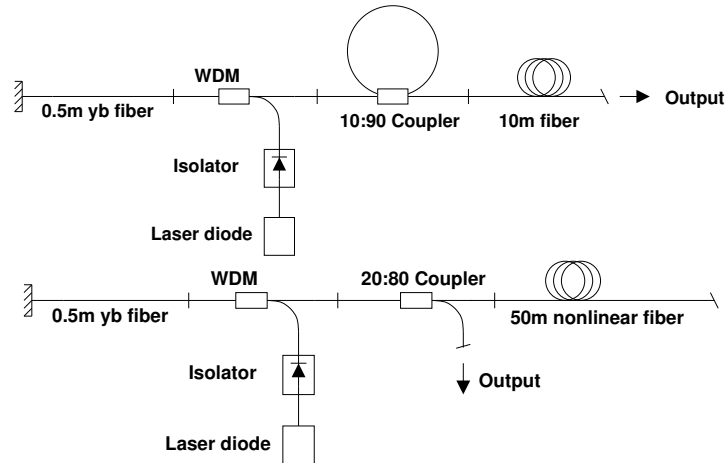 WDM
0.5m yb fiber
10:90 Coupler
10m fiber
Output
Isolator
Laser diode
WDM
20:80 Coupler
0.5m yb fiber
50m nonlinear fiber
Isolator
Output
Laser diode